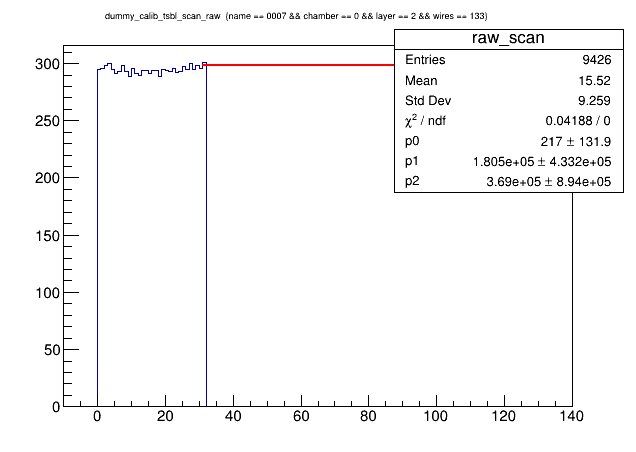 dummy_calib_tsbl_scan_raw (name == 0007 && chamber == 0 && layer == 2 && wires == 133)
raw_scan
Entries 9426
Mean 15.52
Std Dev 9.259
χ² / ndf 0.04188 / 0
p0 217 ± 131.9
p1 1.805e+05 ± 4.332e+05
p2 3.69e+05 ± 8.94e+05
300
250
200
150
100
50
0
0 20 40 60 80 100 120 140